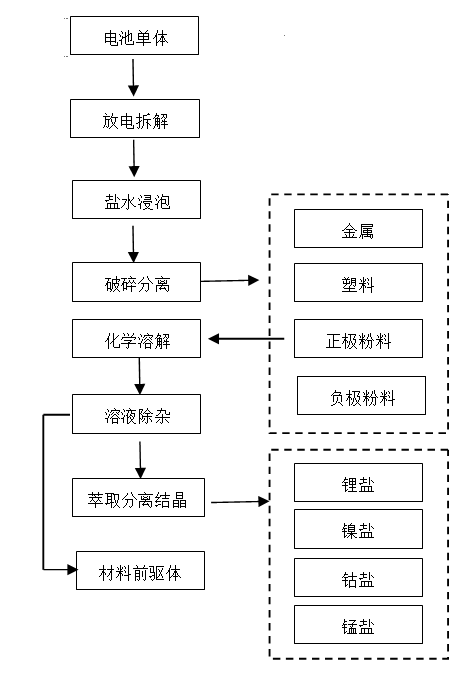 电池单体
放电拆解
盐水浸泡
破碎分离
金属
塑料
正极粉料
负极粉料
化学溶解
溶液除杂
萃取分离结晶
锂盐
镍盐
钴盐
锰盐
材料前驱体